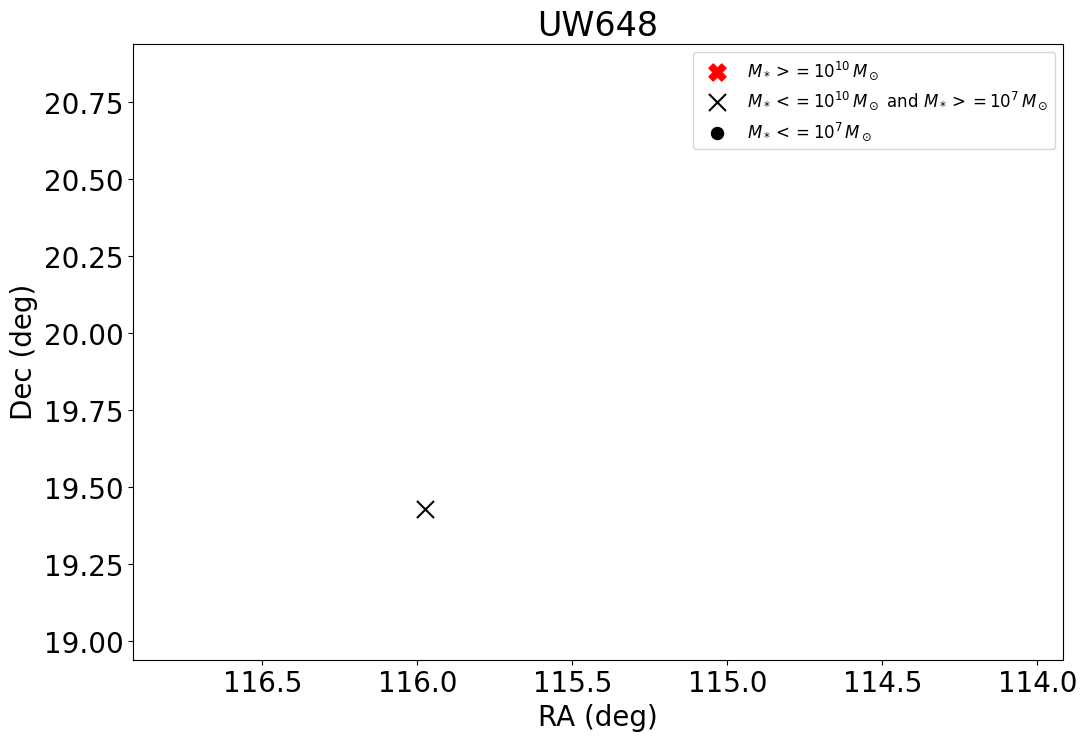 UW648
M* >= 10^10 M⊙
M* <= 10^10 M⊙ and M* >= 10^7 M⊙
M* <= 10^7 M⊙
20.75
20.50
20.25
20.00
19.75
19.50
19.25
19.00
Dec (deg)
116.5 116.0 115.5 115.0 114.5 114.0
RA (deg)